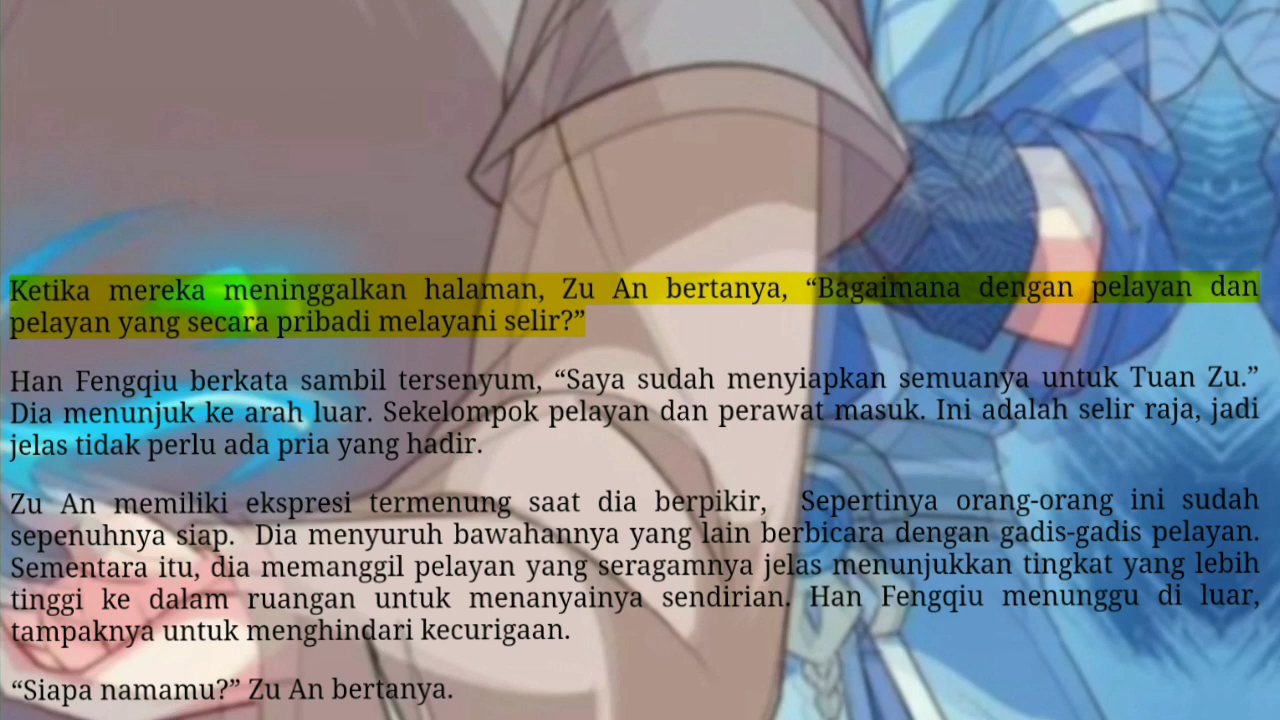 Ketika mereka meninggalkan halaman, Zu An bertanya, “Bagaimana dengan pelayan dan
pelayan yang secara pribadi melayani selir?”
Han Fengqiu berkata sambil tersenyum, “Saya sudah menyiapkan semuanya untuk Tuan Zu.”
Dia menunjuk ke arah luar. Sekelompok pelayan dan perawat masuk. Ini adalah selir raja, jadi
jelas tidak perlu ada pria yang hadir.
Zu An memiliki ekspresi termenung saat dia berpikir, Sepertinya orang-orang ini sudah
sepenuhnya siap. Dia menyuruh bawahannya yang lain berbicara dengan gadis-gadis pelayan.
Sementara itu, dia memanggil pelayan yang seragamnya jelas menunjukkan tingkat yang lebih
tinggi ke dalam ruangan untuk menanyainya sendirian. Han Fengqiu menunggu di luar,
tampaknya untuk menghindari kecurigaan.
“Siapa namamu?” Zu An bertanya.